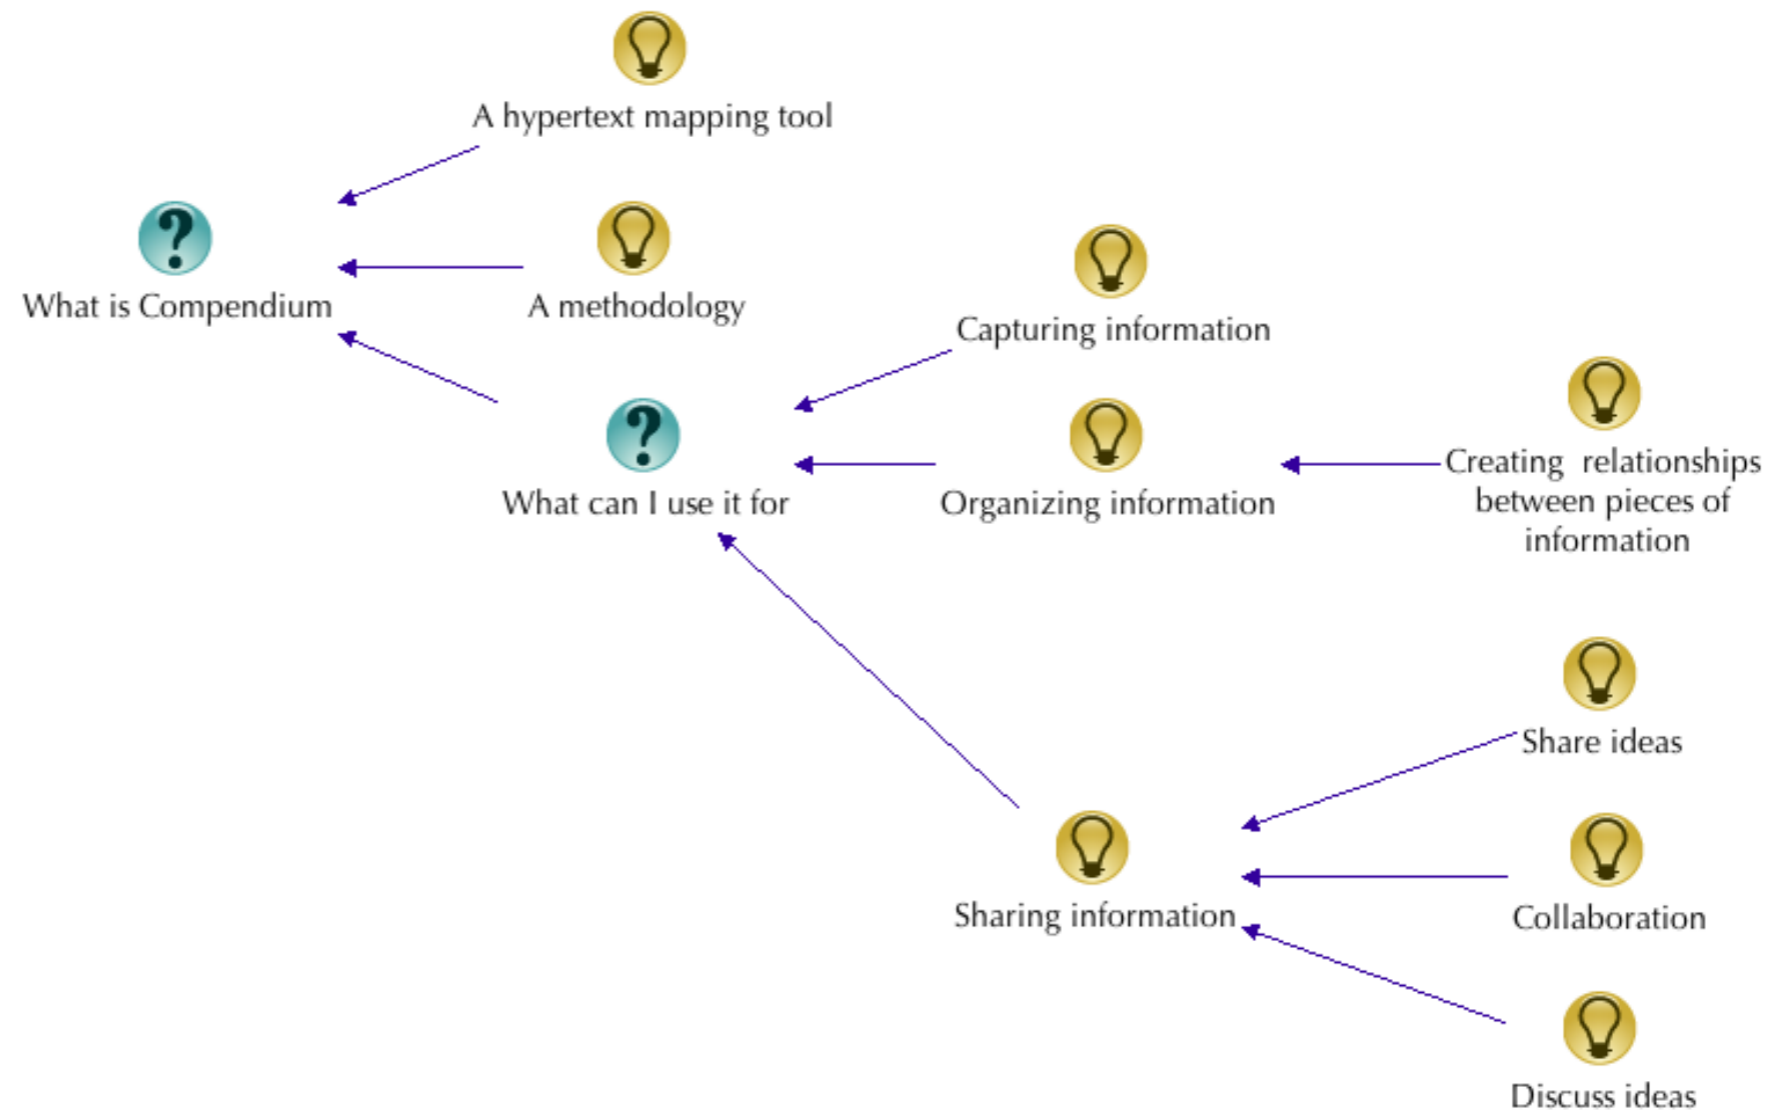 A hypertext mapping tool
What is Compendium
A methodology
Capturing information
What can I use it for
Organizing information
Creating relationships
between pieces of
information
Share ideas
Sharing information
Collaboration
Discuss ideas